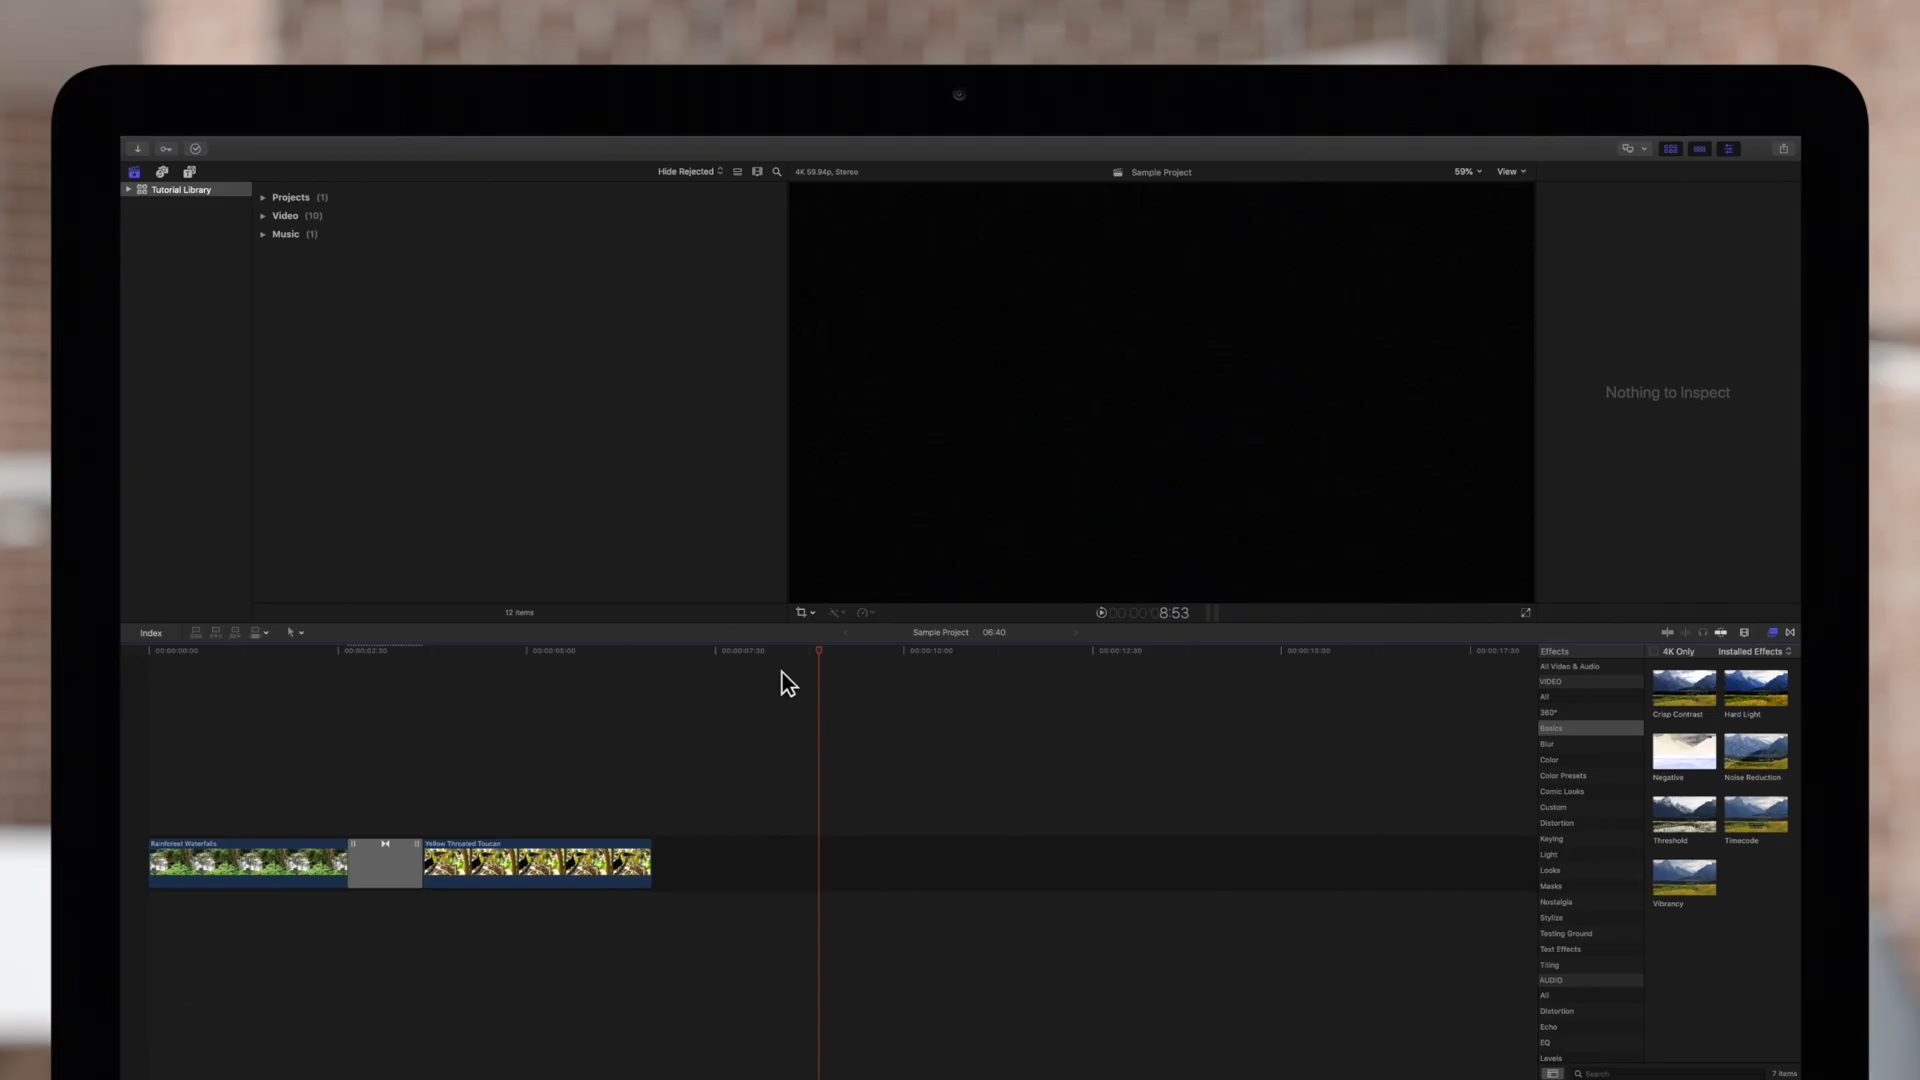 Hide Rejected
4K 59.94p, Stereo
Sample Project
59%
View
Tutorial Library
Projects (1)
Video (10)
Music (1)
Nothing to Inspect
12 items
8:53
Index
Sample Project 06:40
00:00:00:00
00:00:02:30
00:00:05:00
00:00:07:30
00:00:10:00
00:00:12:30
00:00:15:00
00:00:17:30
Rainforest Waterfalls
Yellow Throated Toucan
Effects
4K Only
Installed Effects
All Video & Audio
VIDEO
All
360°
Basics
Blur
Color
Color Presets
Comic Looks
Custom
Distortion
Keying
Light
Looks
Masks
Nostalgia
Stylize
Testing Ground
Text Effects
Tiling
AUDIO
All
Distortion
Echo
EQ
Levels
Crisp Contrast
Hard Light
Negative
Noise Reduction
Threshold
Timecode
Vibrancy
Search
7 items